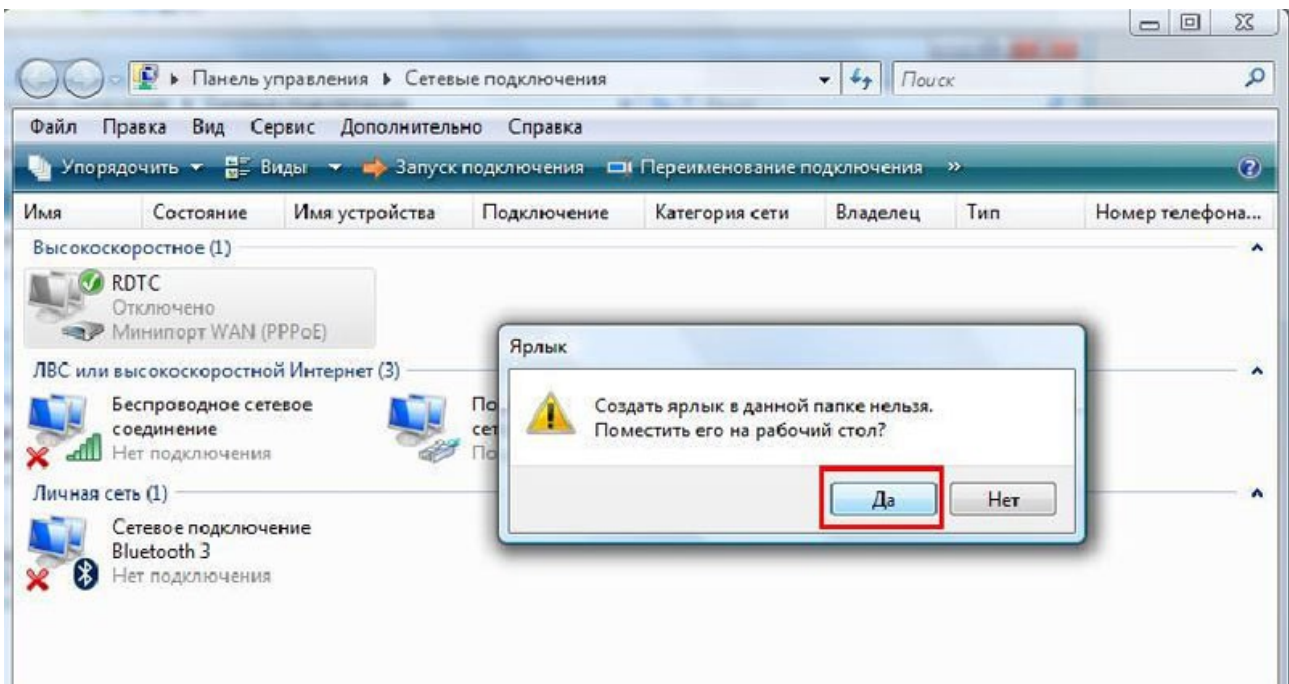 Панель управления Сетевые подключения
Поиск
Файл Правка Вид Сервис Дополнительно Справка
Упорядочить Виды Запуск подключения Переименование подключения »
Имя Состояние Имя устройства Подключение Категория сети Владелец Тип Номер телефона...
Высокоскоростное (1)
RDTC
Отключено
Минипорт WAN (PPPoE)
ЛВС или высокоскоростной Интернет (3)
Беспроводное сетевое
соединение
Нет подключения
По
сет
По
Ярлык
Создать ярлык в данной папке нельзя.
Поместить его на рабочий стол?
Да Нет
Личная сеть (1)
Сетевое подключение
Bluetooth 3
Нет подключения